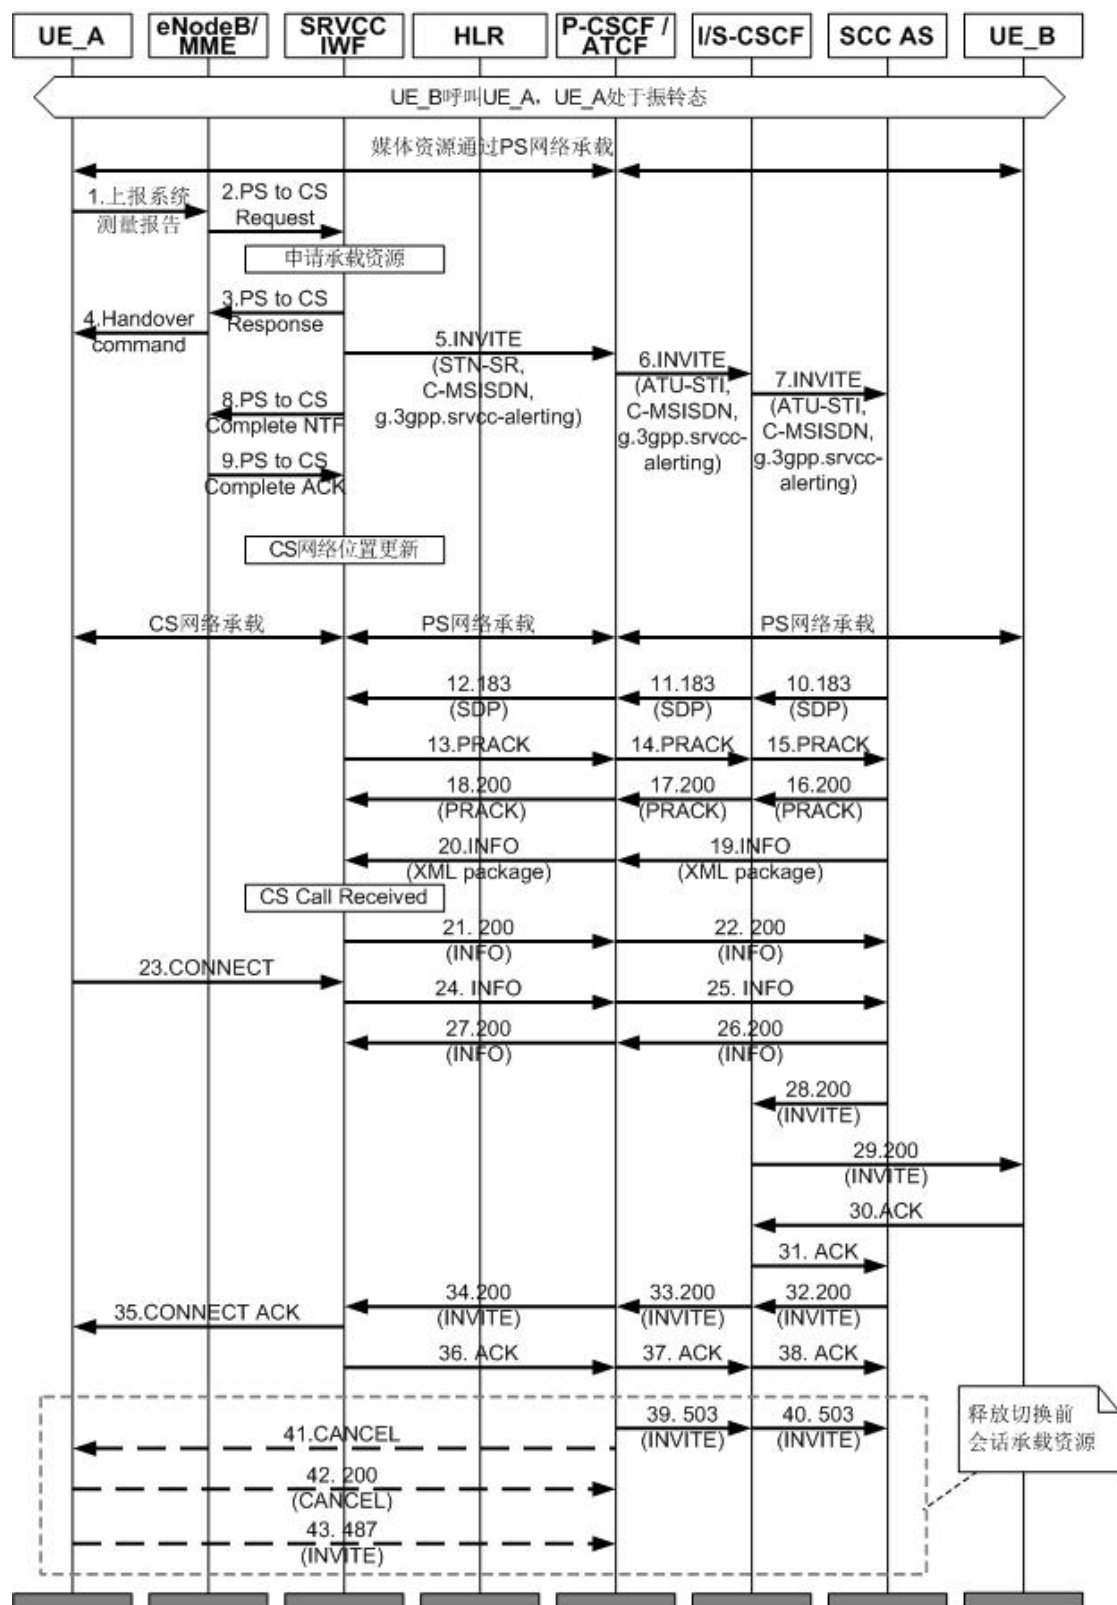 UE_A
eNodeB/
MME
SRVCC
IWF
HLR
P-CSCF /
ATCF
I/S-CSCF
SCC AS
UE_B
UE_B呼叫UE_A，UE_A处于振铃态
媒体资源通过PS网络承载
1.上报系统
测量报告
2.PS to CS
Request
申请承载资源
3.PS to CS
Response
4.Handover
command
5.INVITE
(STN-SR,
C-MSISDN,
g.3gpp.srvcc-alerting)
6.INVITE
(ATU-STI,
C-MSISDN,
g.3gpp.srvcc-
alerting)
7.INVITE
(ATU-STI,
C-MSISDN,
g.3gpp.srvcc-
alerting)
8.PS to CS
Complete NTF
9.PS to CS
Complete ACK
CS网络位置更新
CS网络承载
PS网络承载
PS网络承载
12.183
(SDP)
11.183
(SDP)
10.183
(SDP)
13.PRACK
14.PRACK
15.PRACK
18.200
(PRACK)
17.200
(PRACK)
16.200
(PRACK)
20.INFO
(XML package)
19.INFO
(XML package)
CS Call Received
21. 200
(INFO)
22. 200
(INFO)
23.CONNECT
24. INFO
25. INFO
27.200
(INFO)
26.200
(INFO)
28.200
(INVITE)
29.200
(INVITE)
30.ACK
31. ACK
34.200
(INVITE)
33.200
(INVITE)
32.200
(INVITE)
35.CONNECT ACK
36. ACK
37. ACK
38. ACK
39. 503
(INVITE)
40. 503
(INVITE)
释放切换前
会话承载资源
41.CANCEL
42. 200
(CANCEL)
43. 487
(INVITE)